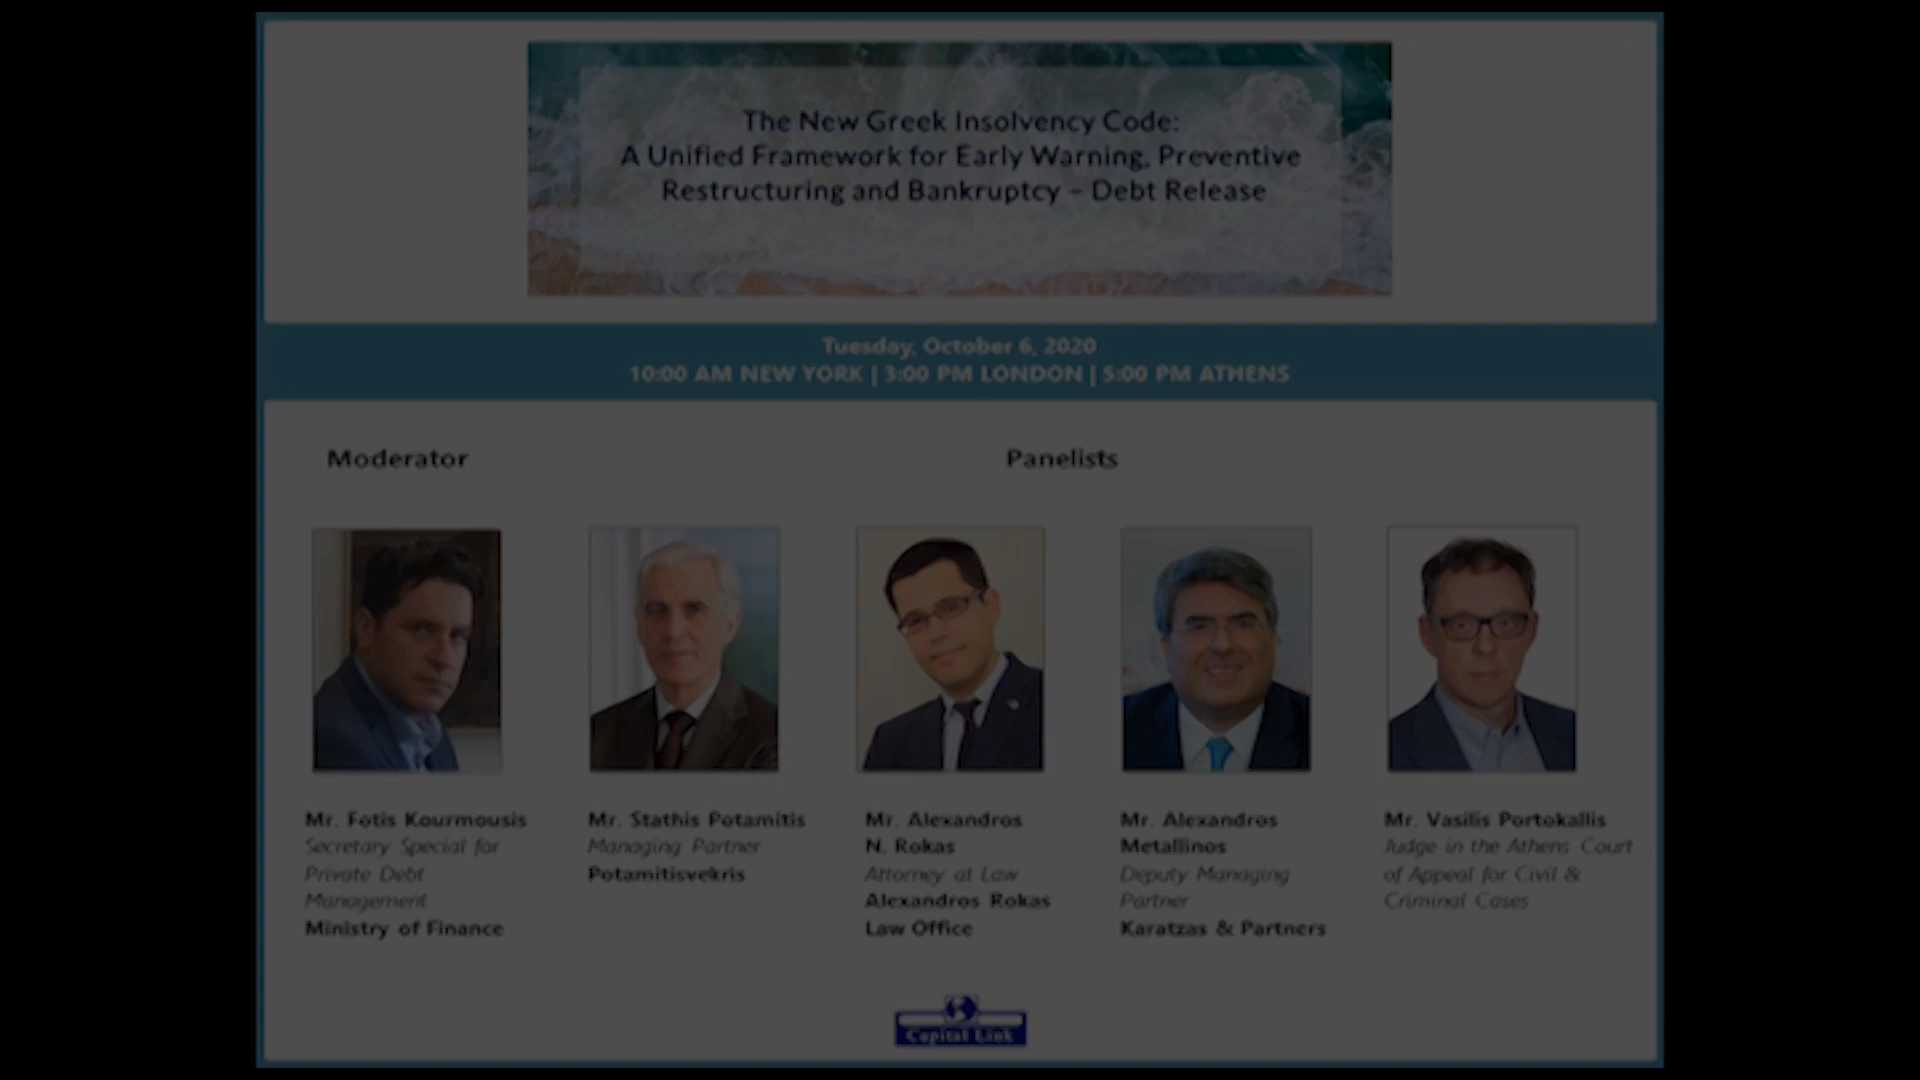 The New Greek Insolvency Code:
A Unified Framework for Early Warning, Preventive
Restructuring and Bankruptcy – Debt Release
Tuesday, October 6, 2020
10:00 AM NEW YORK | 3:00 PM LONDON | 5:00 PM ATHENS
Moderator
Panelists
Mr. Fotis Kourmousis
Secretary Special for
Private Debt
Management
Ministry of Finance
Mr. Stathis Potamitis
Managing Partner
Potamitisvekris
Mr. Alexandros
N. Rokas
Attorney at Law
Alexandros Rokas
Law Office
Mr. Alexandros
Metallinos
Deputy Managing
Partner
Karatzas & Partners
Mr. Vasilis Portokallis
Judge in the Athens Court
of Appeal for Civil &
Criminal Cases
Capital Link